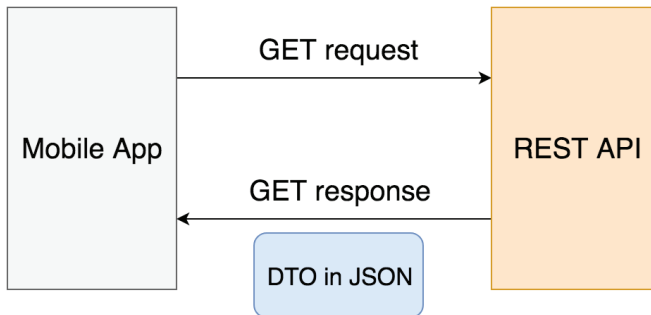 GET request
Mobile App
REST API
GET response
DTO in JSON